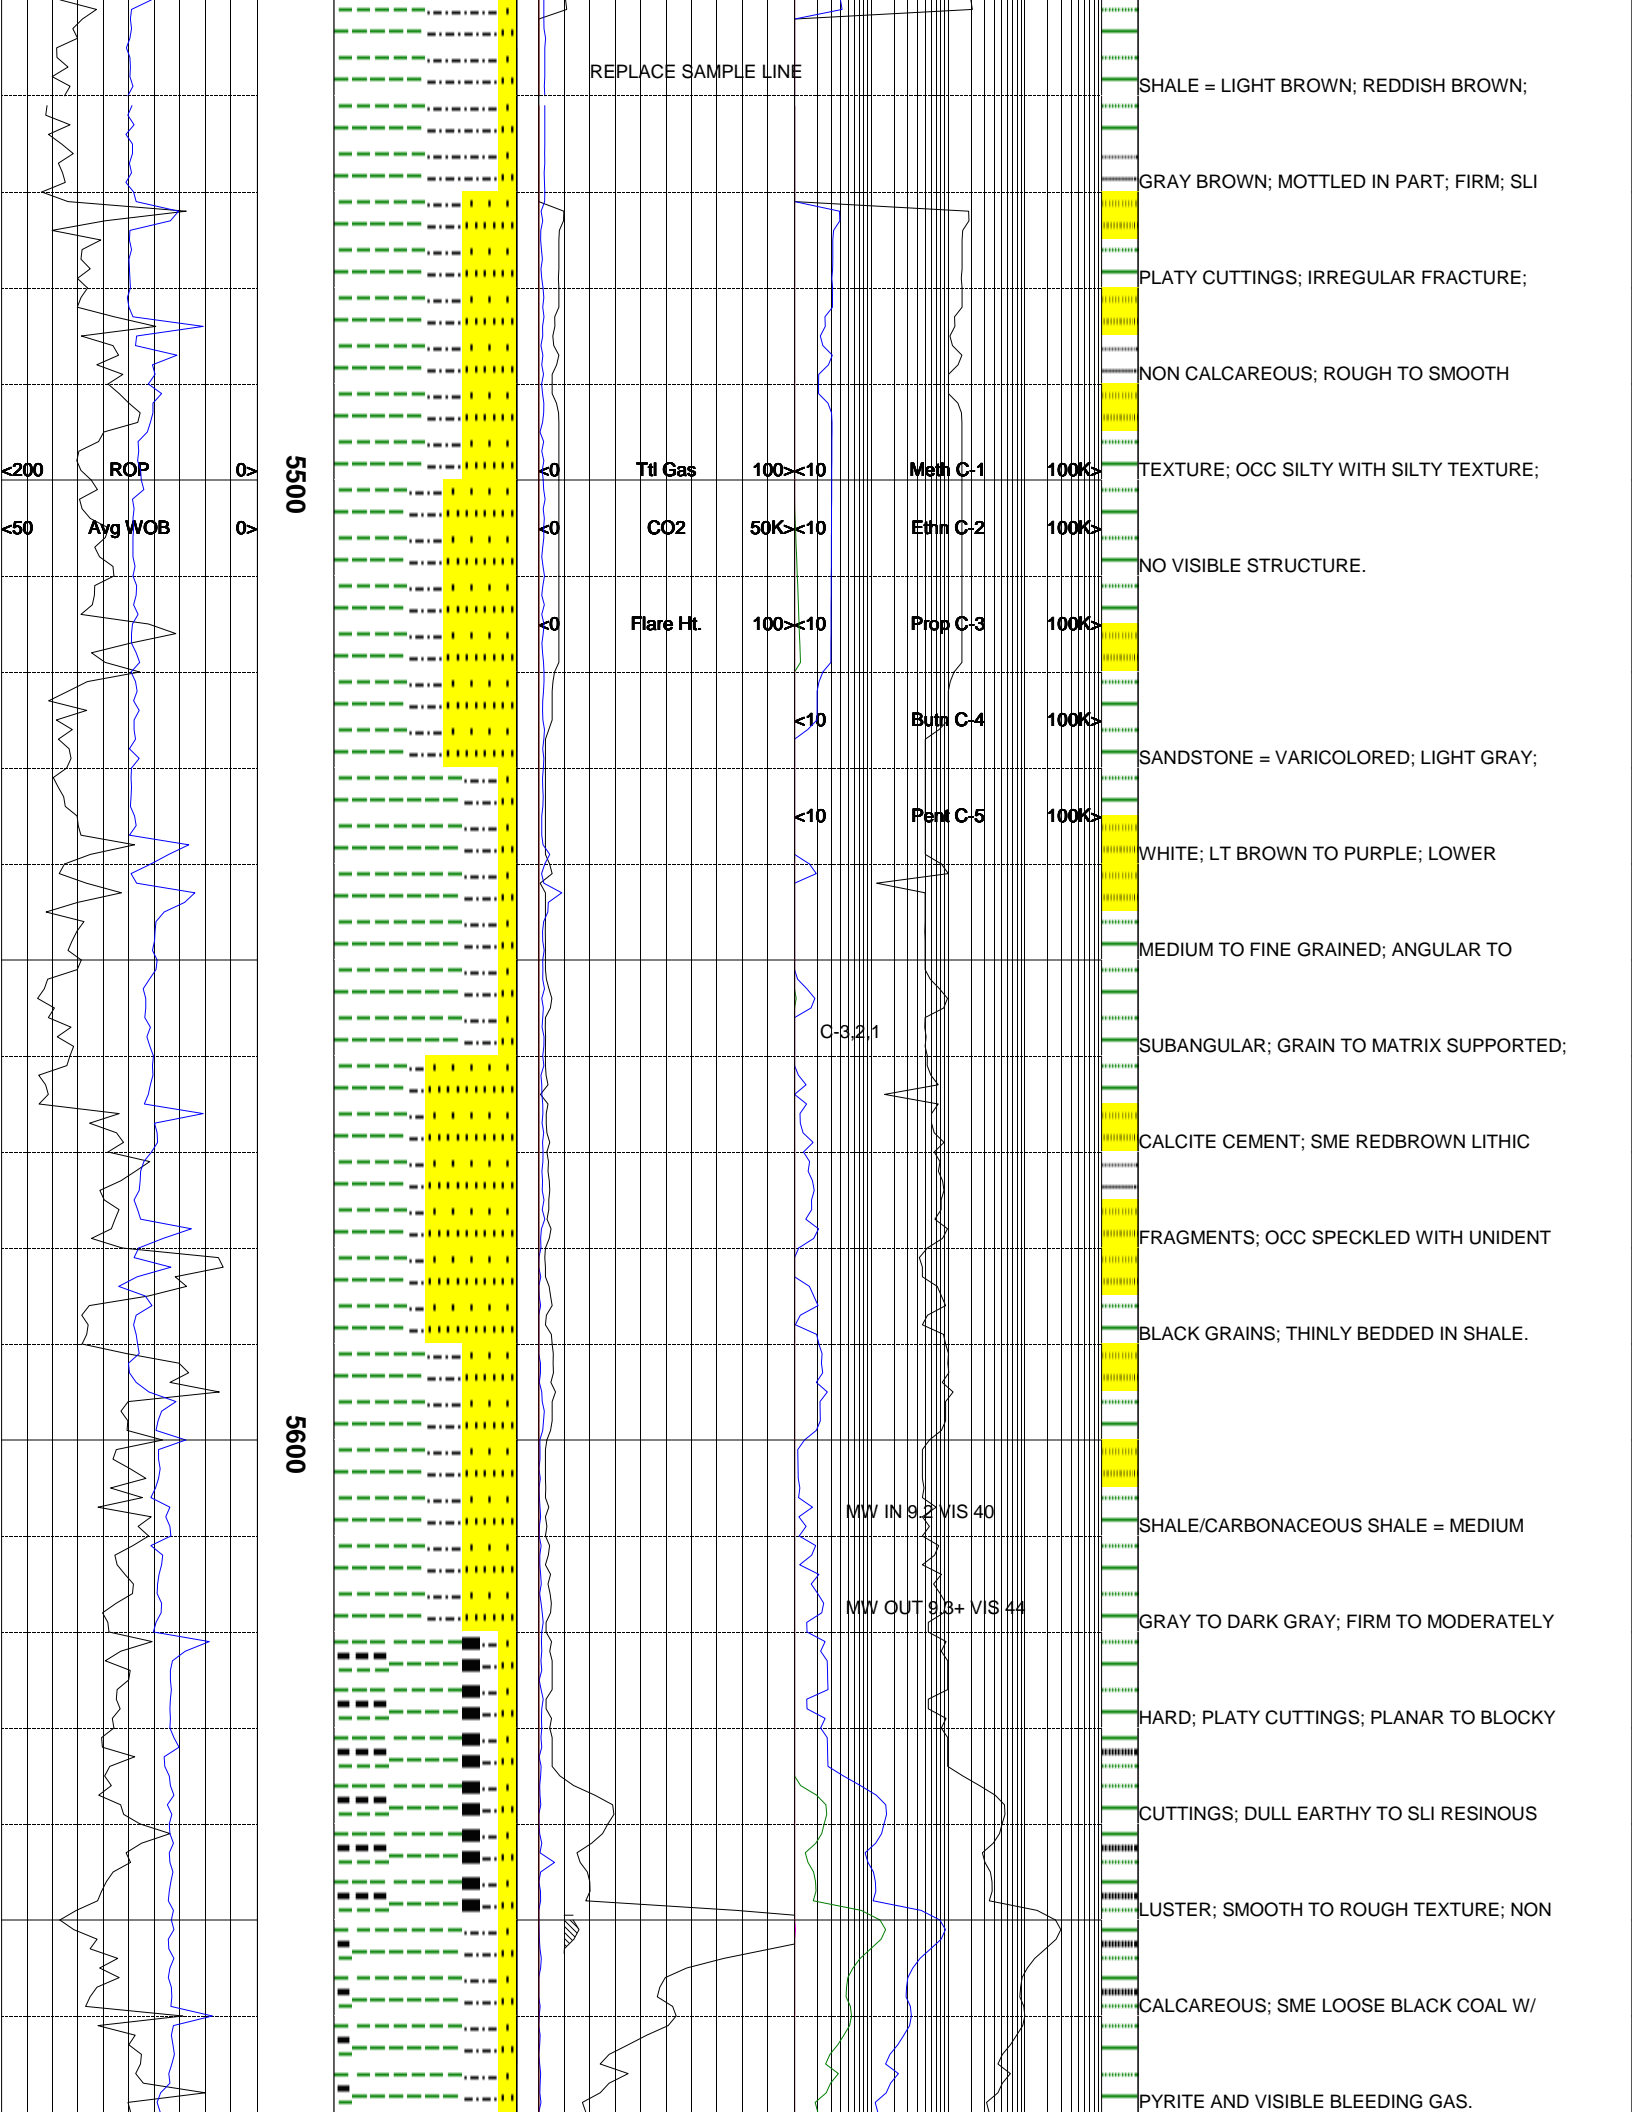 REPLACE SAMPLE LINE
SHALE = LIGHT BROWN; REDDISH BROWN;
GRAY BROWN; MOTTLED IN PART; FIRM; SLI
PLATY CUTTINGS; IRREGULAR FRACTURE;
NON CALCAREOUS; ROUGH TO SMOOTH
<200 ROP 0> <0 Ttl Gas 100> <10 Meth C-1 100K> TEXTURE; OCC SILTY WITH SILTY TEXTURE;
5500
<50 Avg WOB 0> <0 CO2 50K> <10 Ethn C-2 100K>
NO VISIBLE STRUCTURE.
<0 Flare Ht. 100> <10 Prop C-3 100K>
<10 Butn C-4 100K>
SANDSTONE = VARICOLORED; LIGHT GRAY;
<10 Pent C-5 100K>
WHITE; LT BROWN TO PURPLE; LOWER
MEDIUM TO FINE GRAINED; ANGULAR TO
C-3,2,1
SUBANGULAR; GRAIN TO MATRIX SUPPORTED;
CALCITE CEMENT; SME REDBROWN LITHIC
FRAGMENTS; OCC SPECKLED WITH UNIDENT
BLACK GRAINS; THINLY BEDDED IN SHALE.
5600
MW IN 9.2 VIS 40
SHALE/CARBONACEOUS SHALE = MEDIUM
MW OUT 9.3+ VIS 44
GRAY TO DARK GRAY; FIRM TO MODERATELY
HARD; PLATY CUTTINGS; PLANAR TO BLOCKY
CUTTINGS; DULL EARTHY TO SLI RESINOUS
LUSTER; SMOOTH TO ROUGH TEXTURE; NON
CALCAREOUS; SME LOOSE BLACK COAL W/
PYRITE AND VISIBLE BLEEDING GAS.